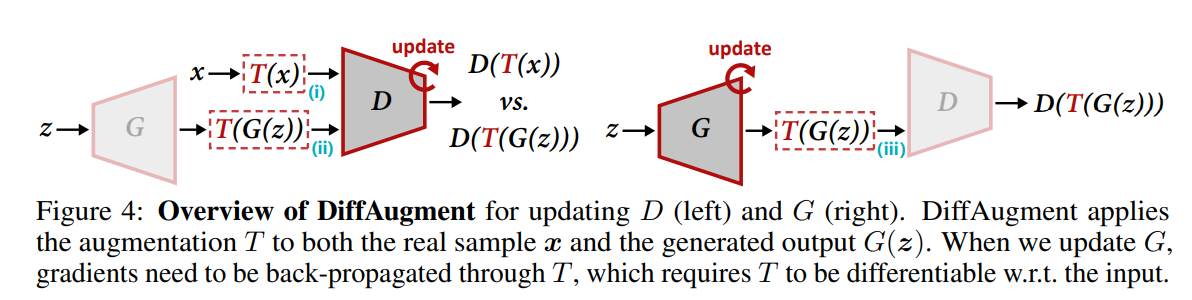 update
x → T(x) → (i)
D
D(T(x))
vs.
D(T(G(z)))
z → G → T(G(z)) → (ii)
update
z → G → T(G(z)) → (iii)
D → D(T(G(z)))
Figure 4: Overview of DiffAugment for updating D (left) and G (right). DiffAugment applies
the augmentation T to both the real sample x and the generated output G(z). When we update G,
gradients need to be back-propagated through T, which requires T to be differentiable w.r.t. the input.